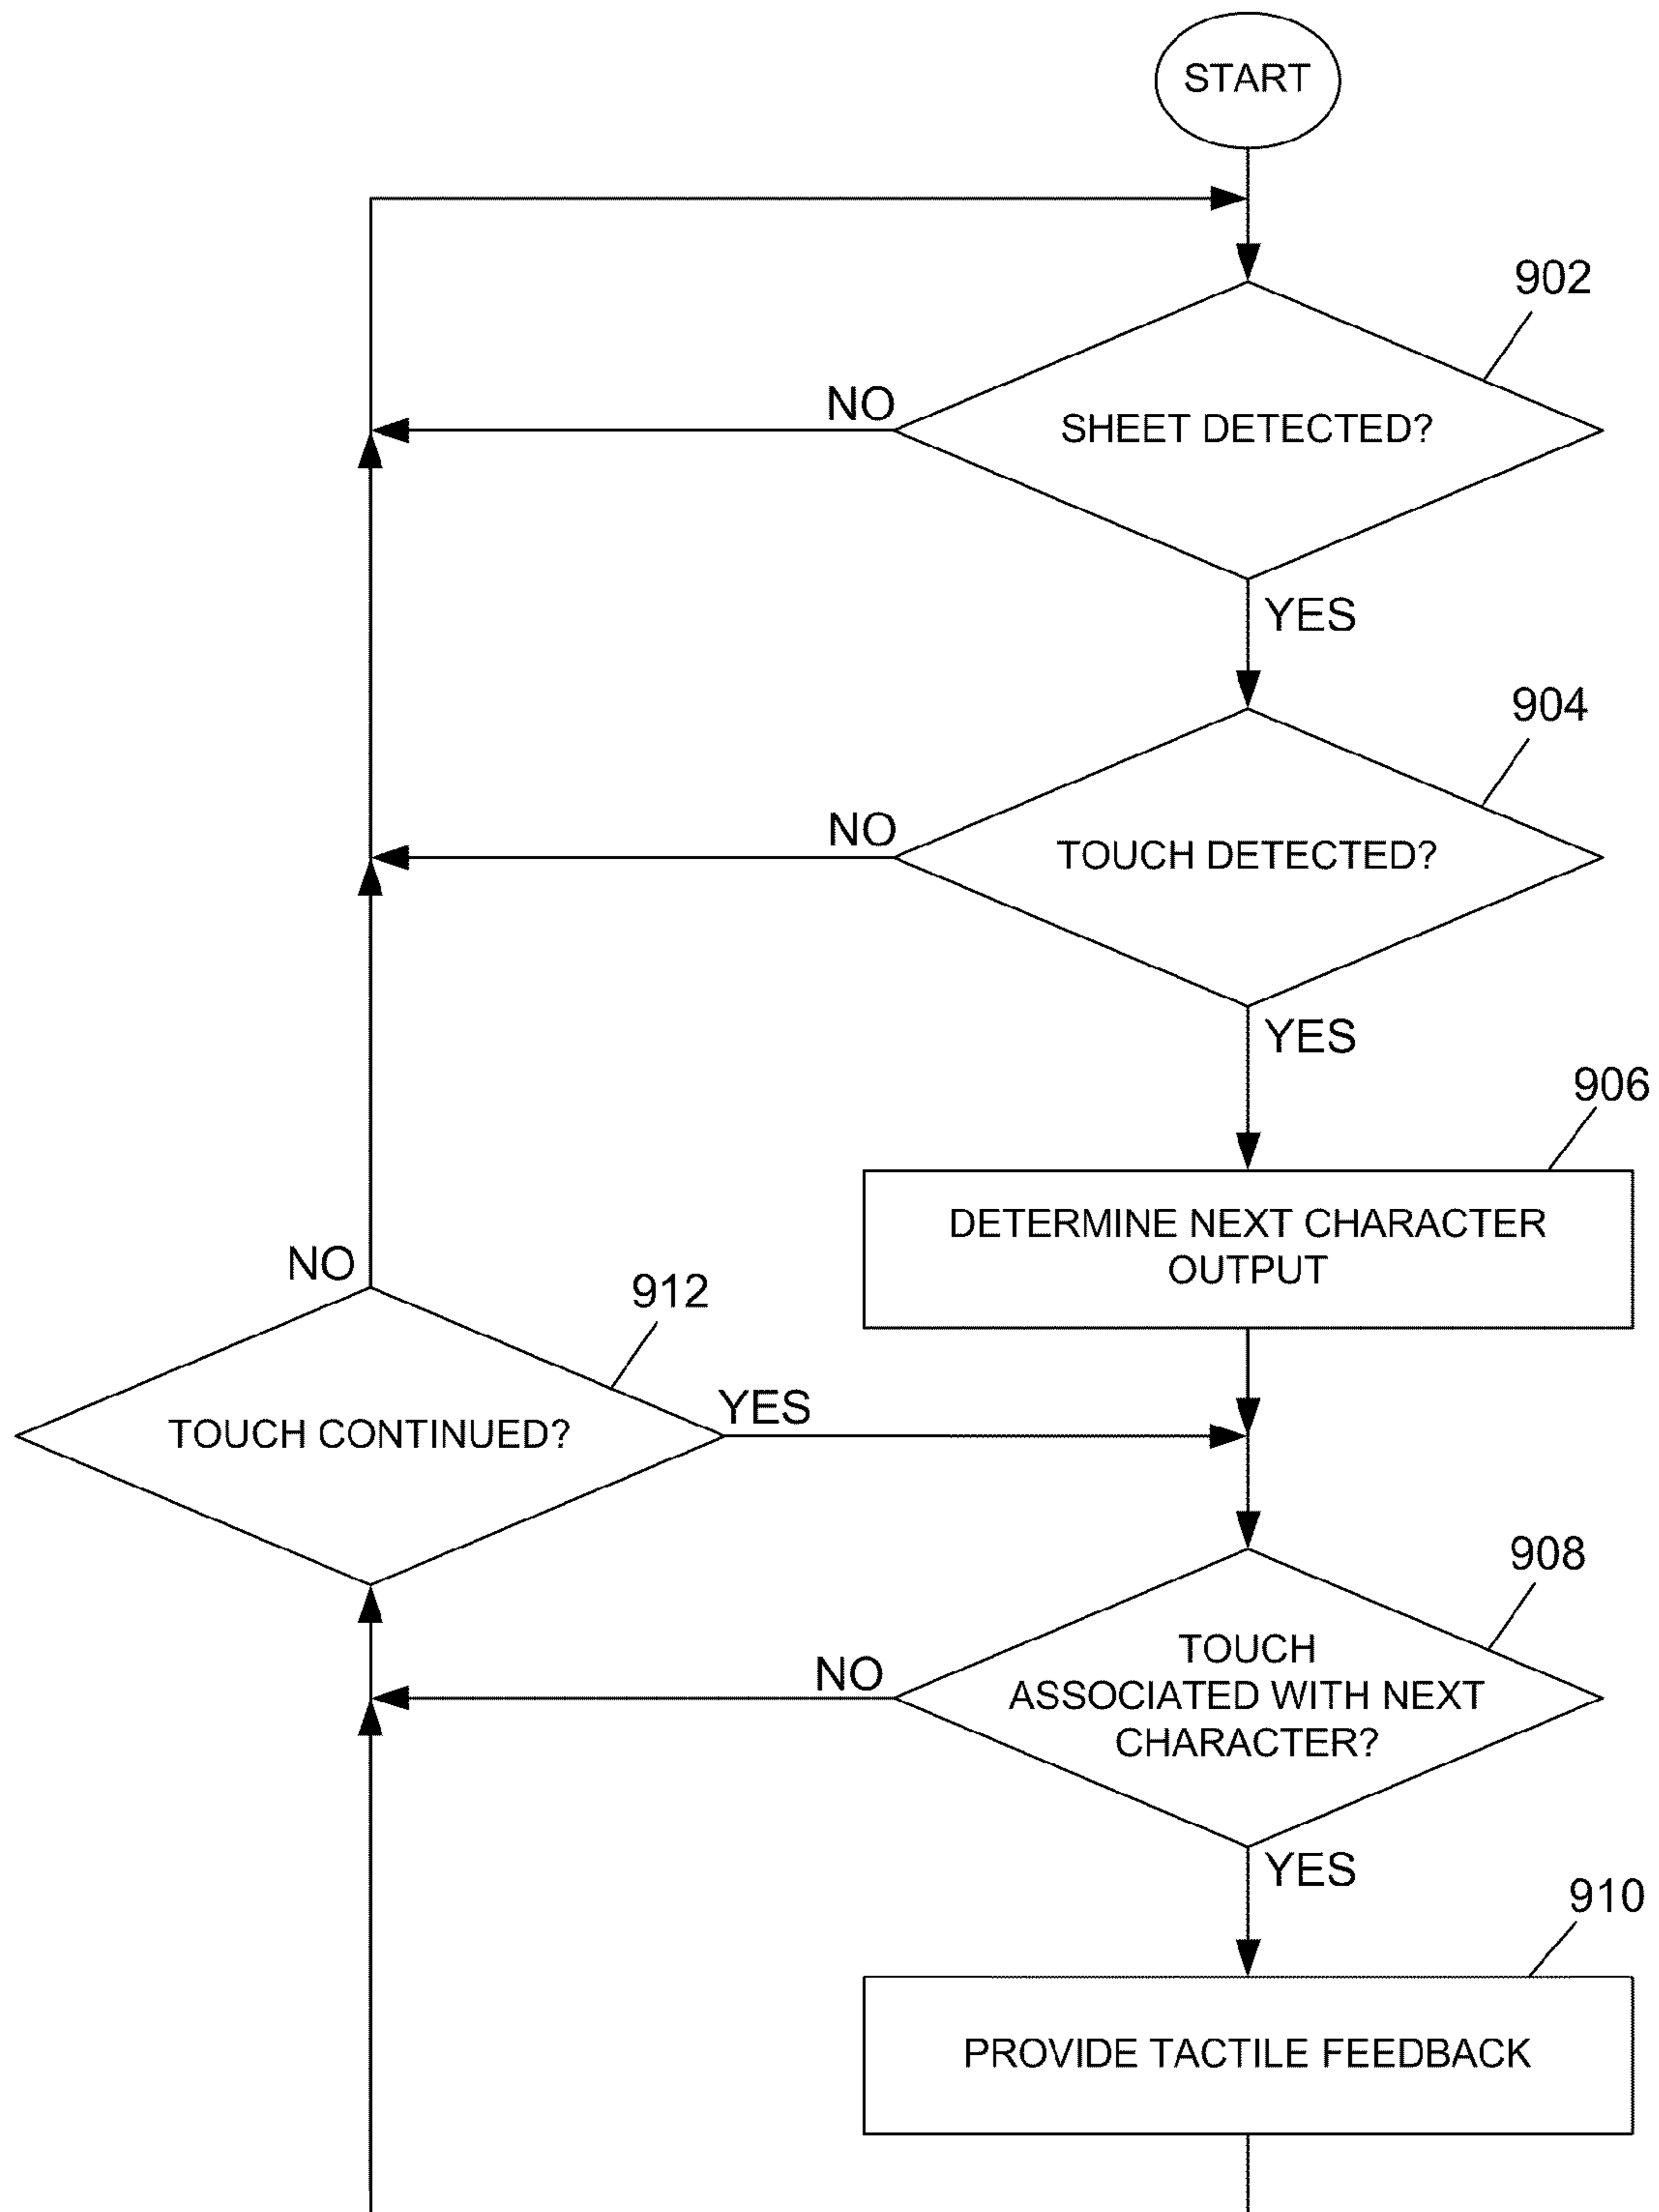 START
902
NO
SHEET DETECTED?
YES
904
NO
TOUCH DETECTED?
YES
906
DETERMINE NEXT CHARACTER
OUTPUT
NO
912
YES
TOUCH CONTINUED?
908
NO
TOUCH
ASSOCIATED WITH NEXT
CHARACTER?
YES
910
PROVIDE TACTILE FEEDBACK